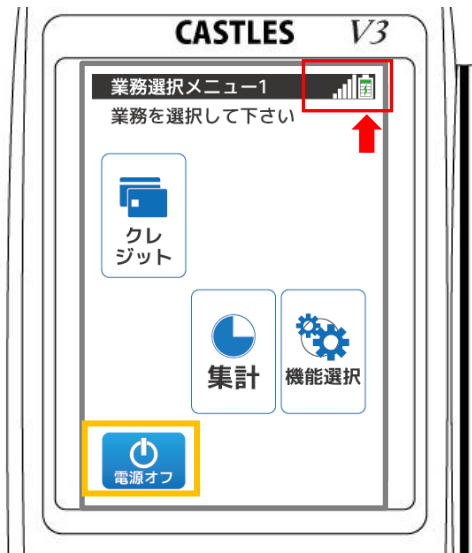 CASTLES V3
業務選択メニュー1
業務を選択して下さい
クレ
ジット
集計
機能選択
電源オフ